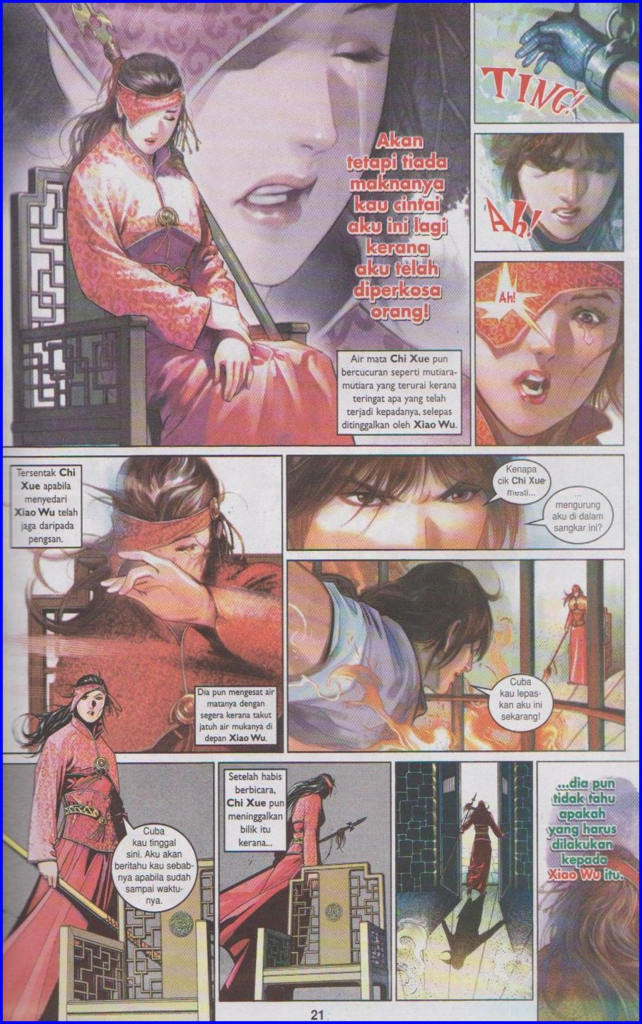 Akan
tetapi tiada
maknanya
kau cintai
aku ini lagi
kerana
aku telah
diperkosa
orang!
Air mata Chi Xue pun
bercucuran seperti mutiara-
mutiara yang terurai kerana
teringat apa yang telah
terjadi kepadanya, selepas
ditinggalkan oleh Xiao Wu.
TING!
Ah!
Ah!
Tersentak Chi
Xue apabila
menyedari
Xiao Wu telah
jaga daripada
pengsan.
Dia pun mengesat air
matanya dengan
segera kerana takut
jatuh air mukanya di
depan Xiao Wu.
Kenapa
cik Chi Xue
...
mengurung
aku di dalam
sangkar ini?
Cuba
kau lepas-
kan aku ini
sekarang!
Cuba
kau tinggal
sini. Aku akan
beritahu kau sebab-
nya apabila sudah
sampai waktu-
nya.
Setelah habis
berbicara,
Chi Xue pun
meninggalkan
bilik itu
kerana...
...dia pun
tidak tahu
apakah
yang harus
dilakukan
kepada
Xiao Wu itu.
21